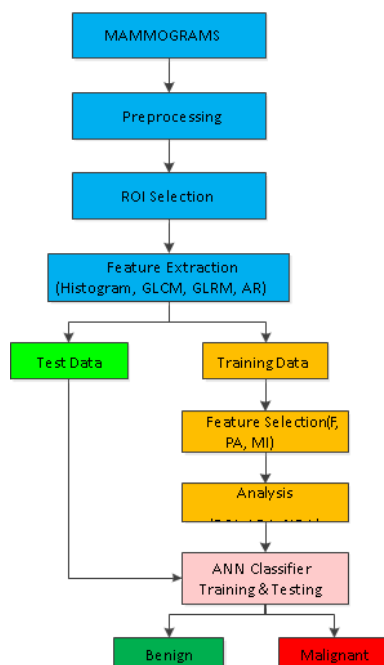 MAMMOGRAMS
Preprocessing
ROI Selection
Feature Extraction
(Histogram, GLCM, GLRM, AR)
Test Data
Training Data
Feature Selection(F,
PA, MI)
Analysis
ANN Classifier
Training & Testing
Benign
Malignant